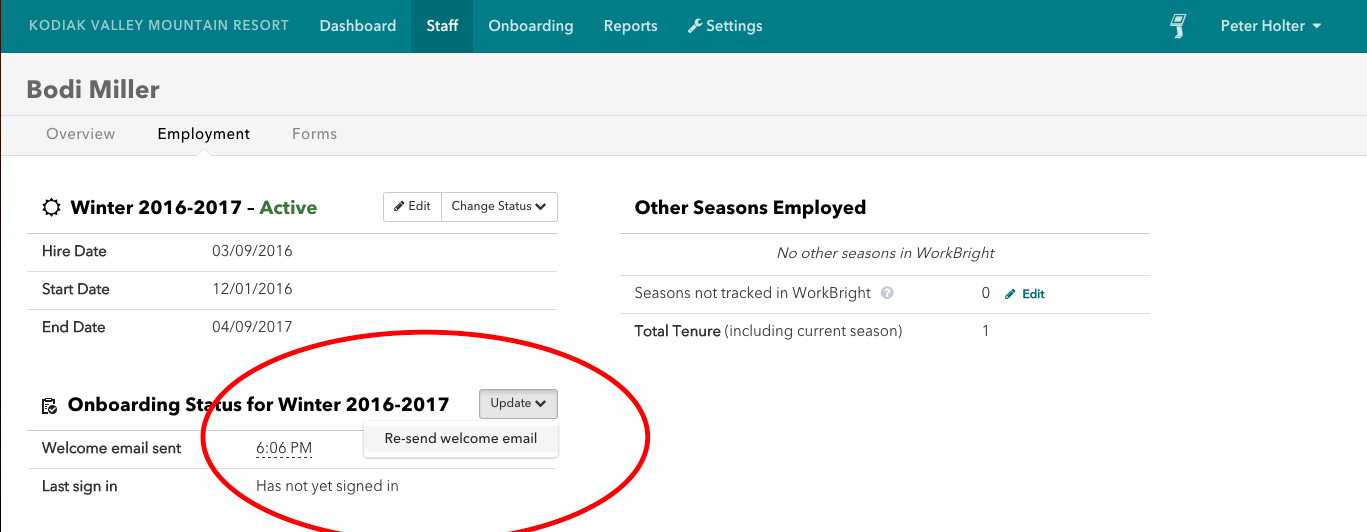 KODIAK VALLEY MOUNTAIN RESORT Dashboard Staff Onboarding Reports Settings Peter Holter
Bodi Miller
Overview Employment Forms
Winter 2016-2017 – Active Edit Change Status
Hire Date 03/09/2016
Start Date 12/01/2016
End Date 04/09/2017
Other Seasons Employed
No other seasons in WorkBright
Seasons not tracked in WorkBright ? 0 Edit
Total Tenure (including current season) 1
Onboarding Status for Winter 2016-2017 Update
Re-send welcome email
Welcome email sent 6:06 PM
Last sign in Has not yet signed in